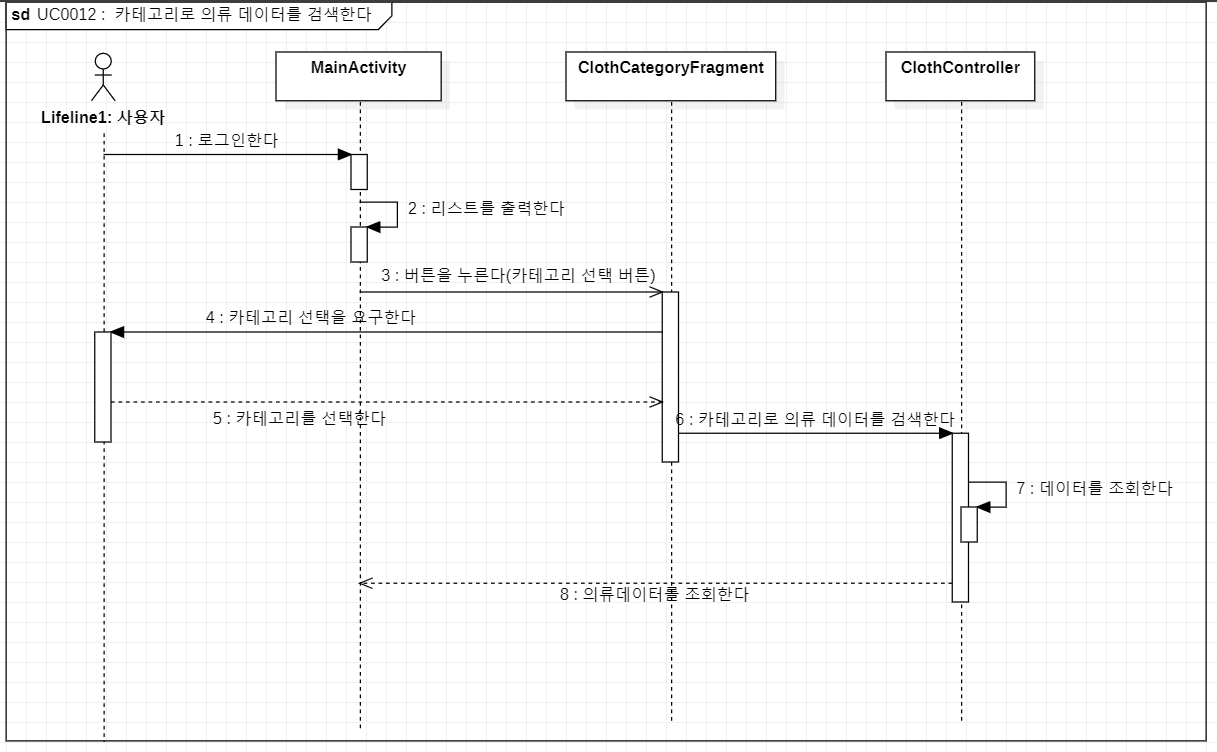 sd UC0012 : 카테고리로 의류 데이터를 검색한다
MainActivity
ClothCategoryFragment
ClothController
Lifeline1: 사용자
1 : 로그인한다
2 : 리스트를 출력한다
3 : 버튼을 누른다(카테고리 선택 버튼)
4 : 카테고리 선택을 요구한다
5 : 카테고리를 선택한다
6 : 카테고리로 의류 데이터를 검색한다
7 : 데이터를 조회한다
8 : 의류데이터를 조회한다